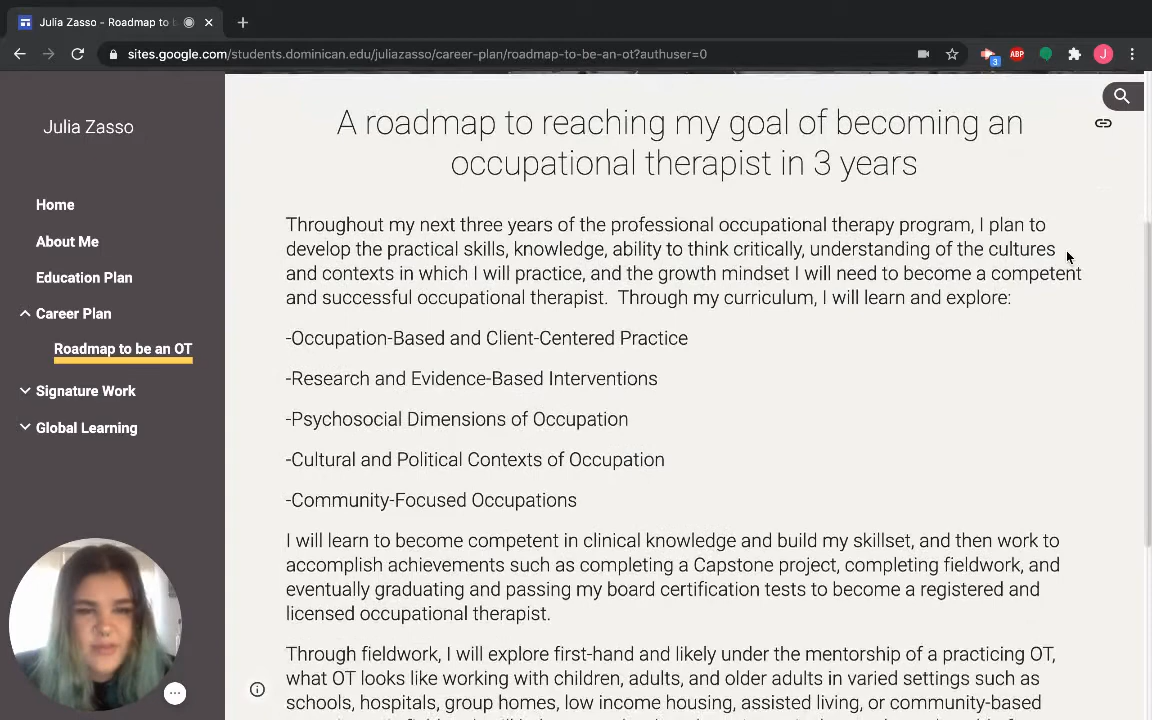 Julia Zasso - Roadmap to b
sites.google.com/students.dominican.edu/juliazasso/career-plan/roadmap-to-be-an-ot?authuser=0
3
ABP
J
Julia Zasso
Home
About Me
Education Plan
Career Plan
Roadmap to be an OT
Signature Work
Global Learning
A roadmap to reaching my goal of becoming an
occupational therapist in 3 years
Throughout my next three years of the professional occupational therapy program, I plan to
develop the practical skills, knowledge, ability to think critically, understanding of the cultures
and contexts in which I will practice, and the growth mindset I will need to become a competent
and successful occupational therapist.  Through my curriculum, I will learn and explore:
-Occupation-Based and Client-Centered Practice
-Research and Evidence-Based Interventions
-Psychosocial Dimensions of Occupation
-Cultural and Political Contexts of Occupation
-Community-Focused Occupations
I will learn to become competent in clinical knowledge and build my skillset, and then work to
accomplish achievements such as completing a Capstone project, completing fieldwork, and
eventually graduating and passing my board certification tests to become a registered and
licensed occupational therapist.
Through fieldwork, I will explore first-hand and likely under the mentorship of a practicing OT,
what OT looks like working with children, adults, and older adults in varied settings such as
schools, hospitals, group homes, low income housing, assisted living, or community-based